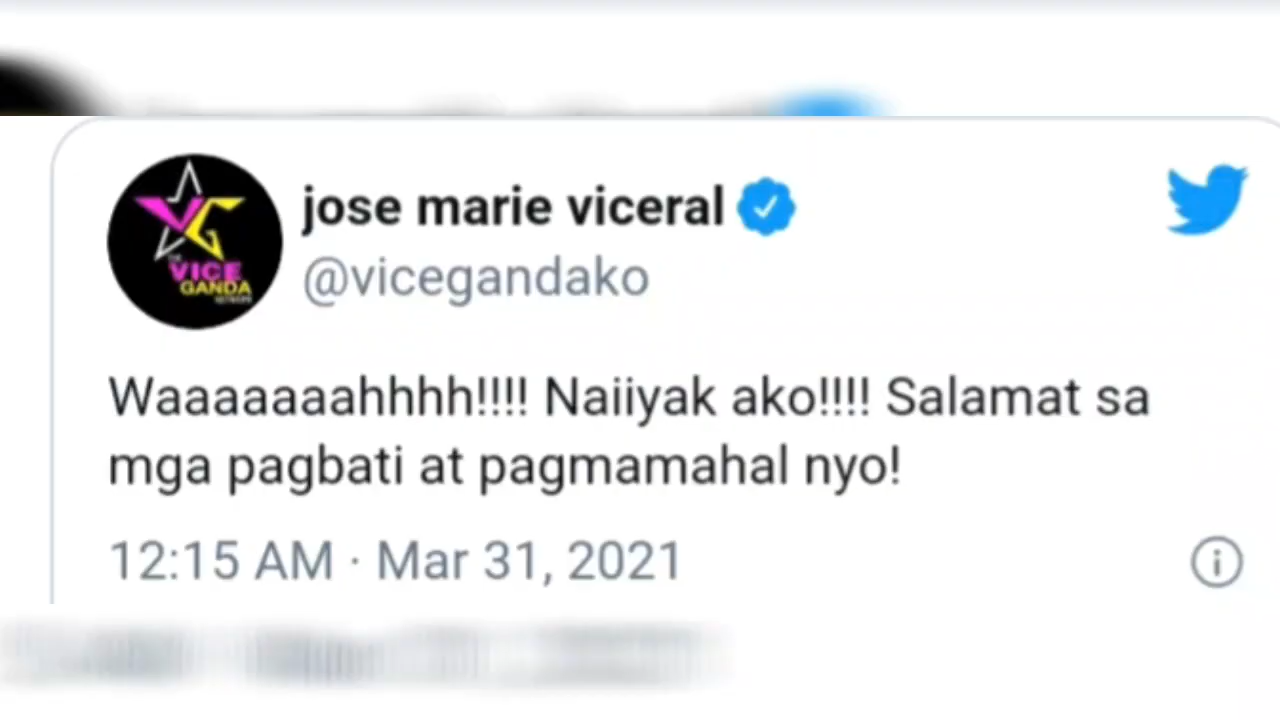 jose marie viceral
@vicegandako
VICE
GANDA
Waaaaaaahhhh!!!! Naiiyak ako!!!! Salamat sa
mga pagbati at pagmamahal nyo!
12:15 AM · Mar 31, 2021